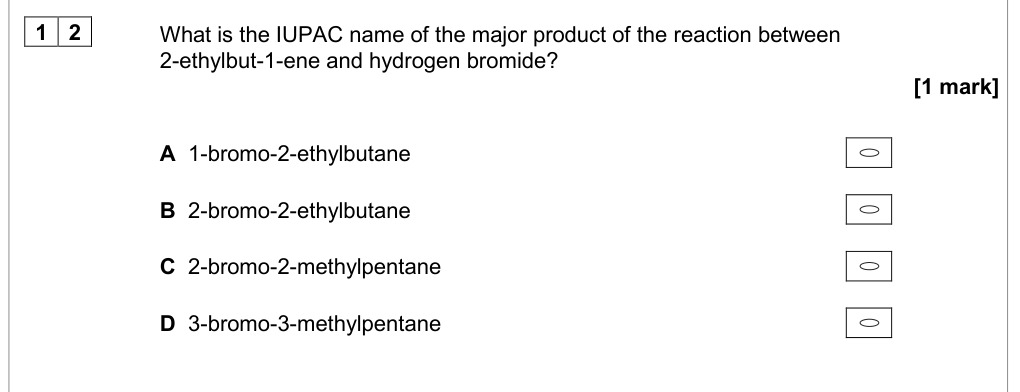 1 2 What is the IUPAC name of the major product of the reaction between
2-ethylbut-1-ene and hydrogen bromide?
[1 mark]
A 1-bromo-2-ethylbutane
B 2-bromo-2-ethylbutane
C 2-bromo-2-methylpentane
D 3-bromo-3-methylpentane